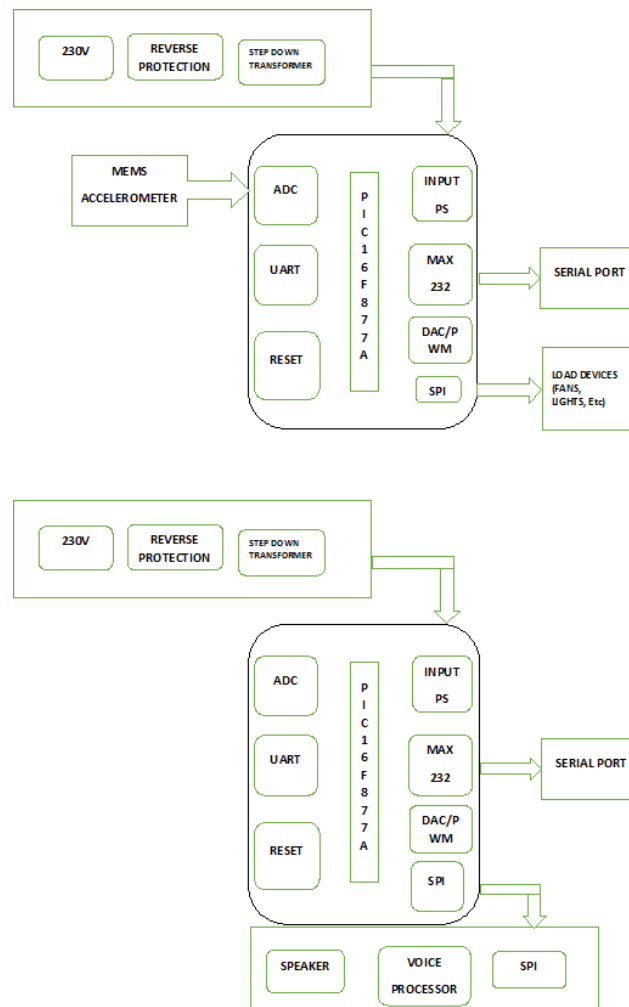 230V
REVERSE
PROTECTION
STEP DOWN
TRANSFORMER
MEMS
ACCELEROMETER
ADC
UART
RESET
P
I
C
1
6
F
8
7
7
A
INPUT
PS
MAX
232
DAC/P
WM
SPI
SERIAL PORT
LOAD DEVICES
(FANS,
LIGHTS, Etc)
230V
REVERSE
PROTECTION
STEP DOWN
TRANSFORMER
ADC
UART
RESET
P
I
C
1
6
F
8
7
7
A
INPUT
PS
MAX
232
DAC/P
WM
SPI
SERIAL PORT
SPEAKER
VOICE
PROCESSOR
SPI